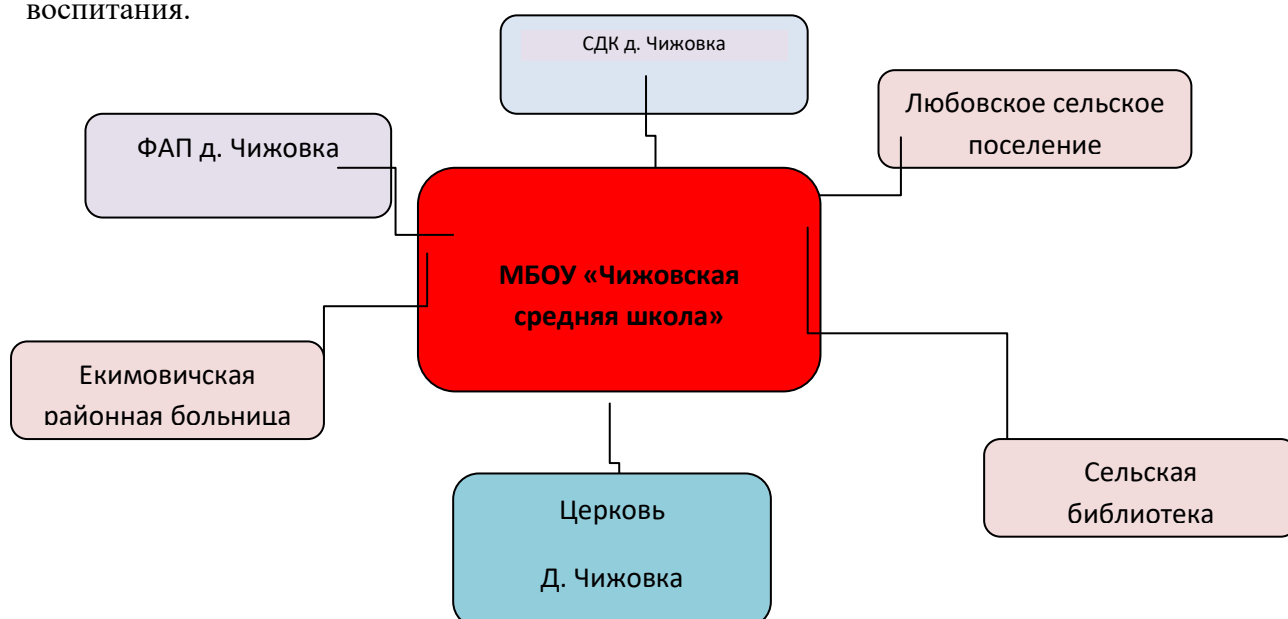 воспитания.
СДК д. Чижовка
Любовское сельское
поселение
ФАП д. Чижовка
МБОУ «Чижовская
средняя школа»
Екимовичская
районная больница
Сельская
библиотека
Церковь
Д. Чижовка